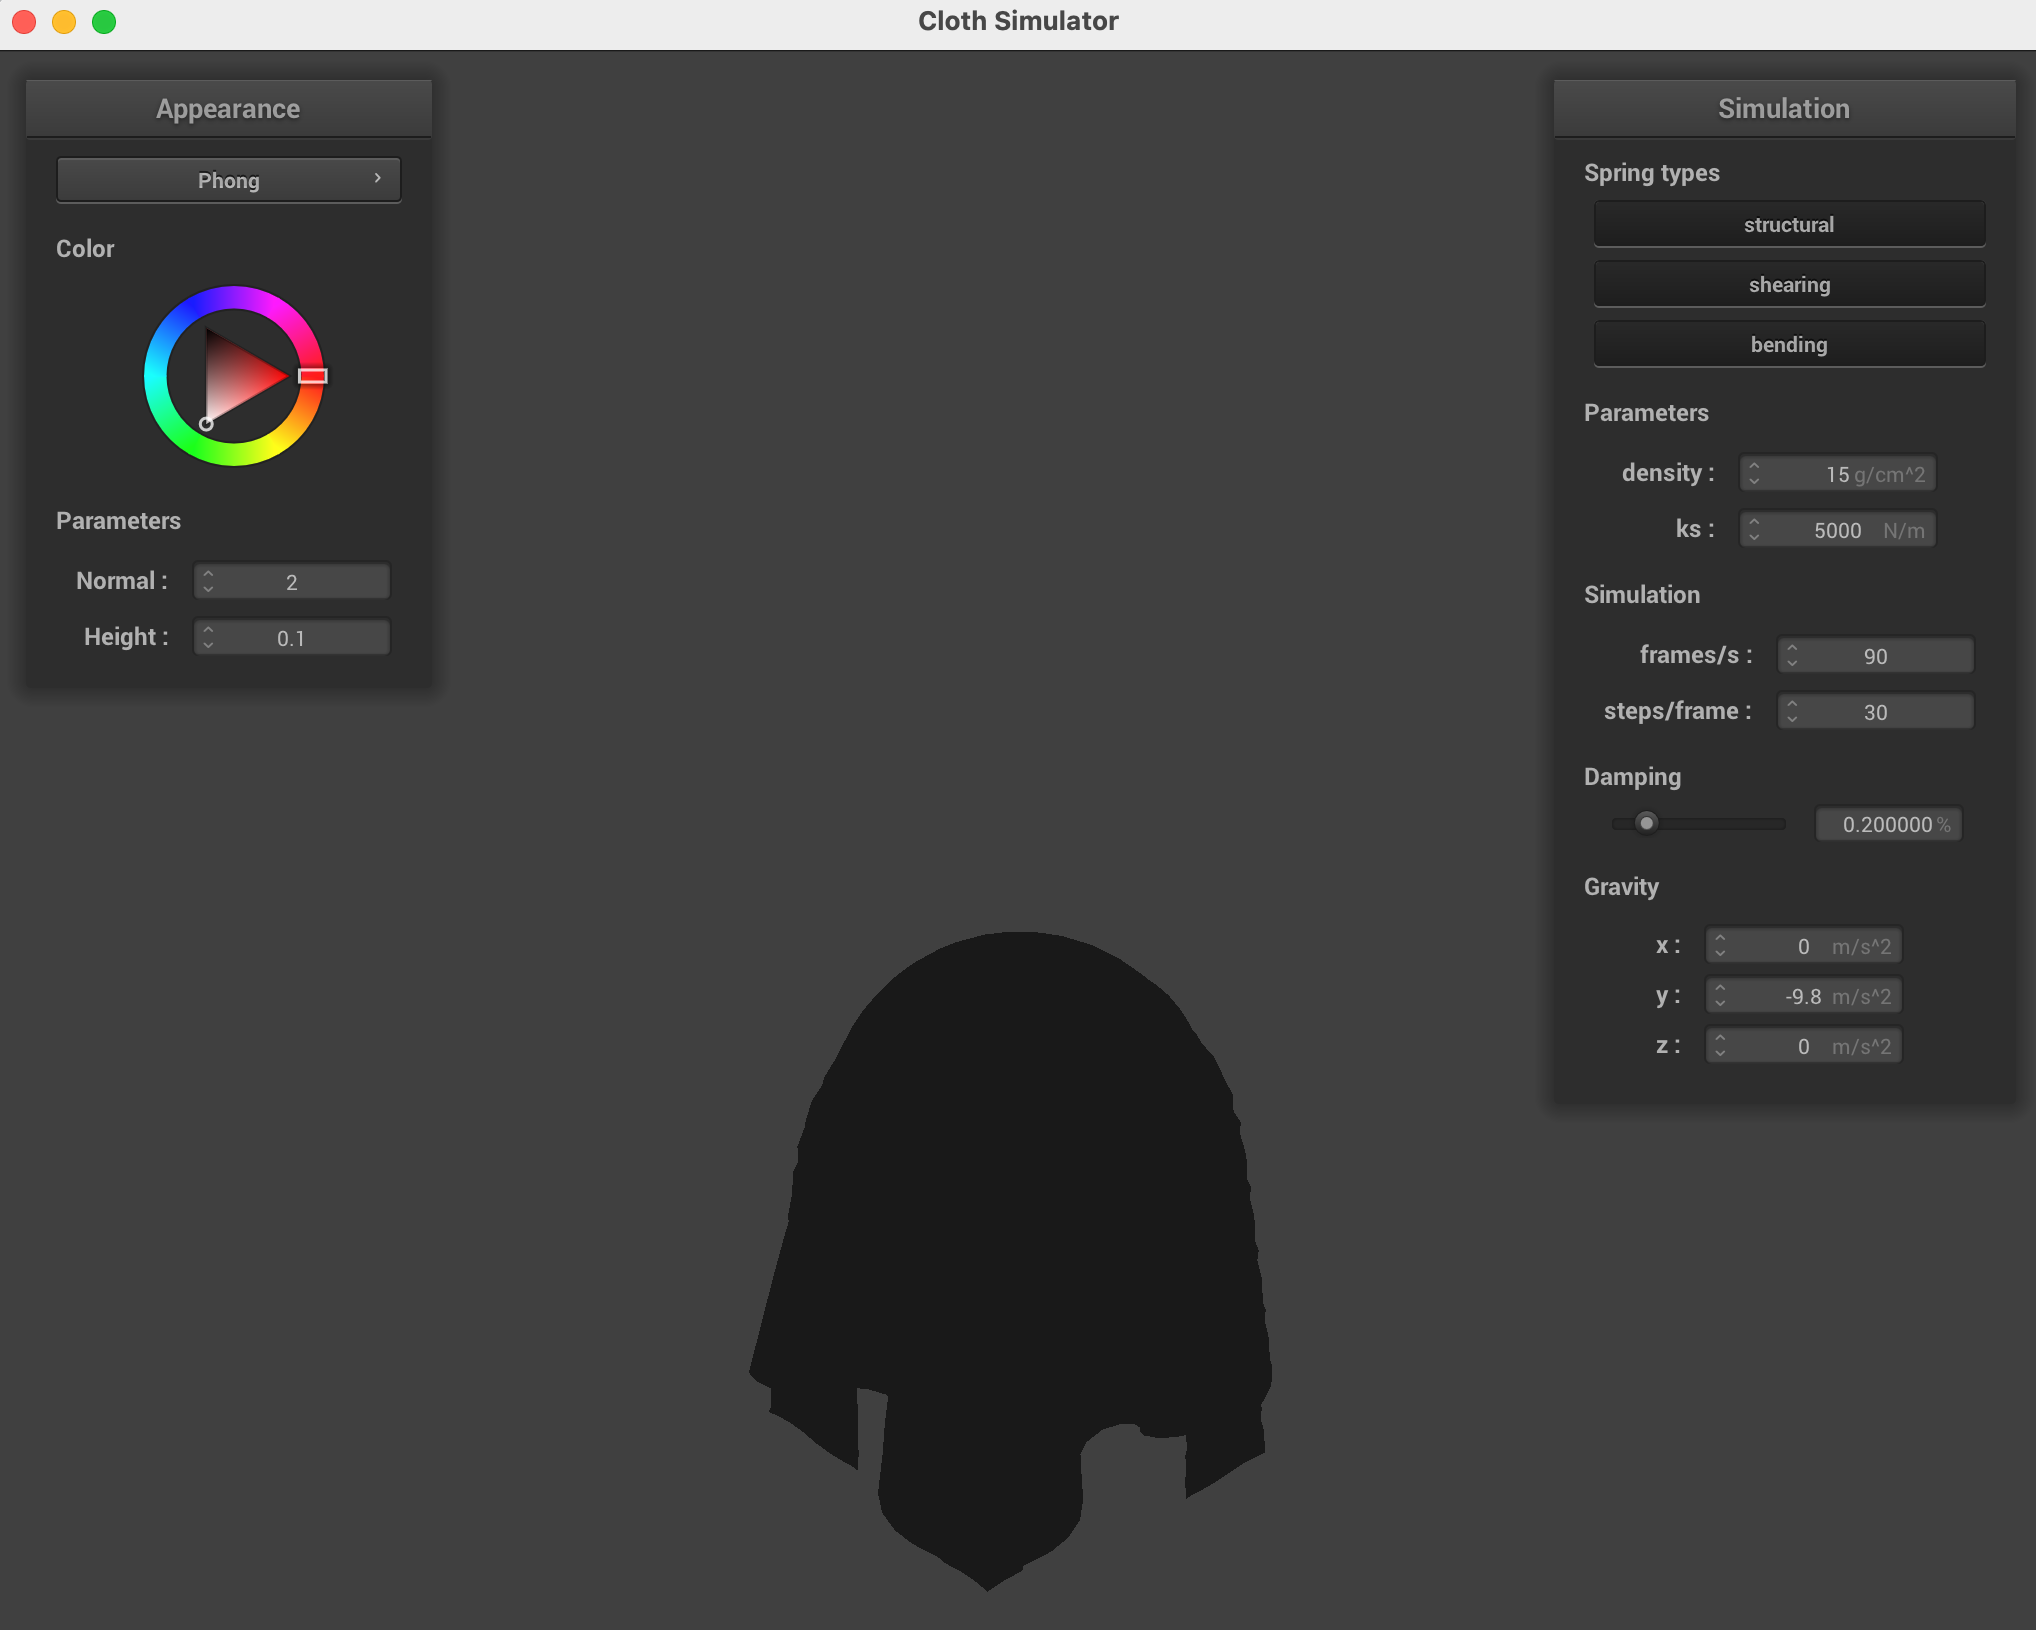 Cloth Simulator
Appearance
Phong
Color
Parameters
Normal : 2
Height : 0.1
Simulation
Spring types
structural
shearing
bending
Parameters
density : 15 g/cm^2
ks : 5000 N/m
Simulation
frames/s : 90
steps/frame : 30
Damping
0.200000 %
Gravity
x : 0 m/s^2
y : -9.8 m/s^2
z : 0 m/s^2